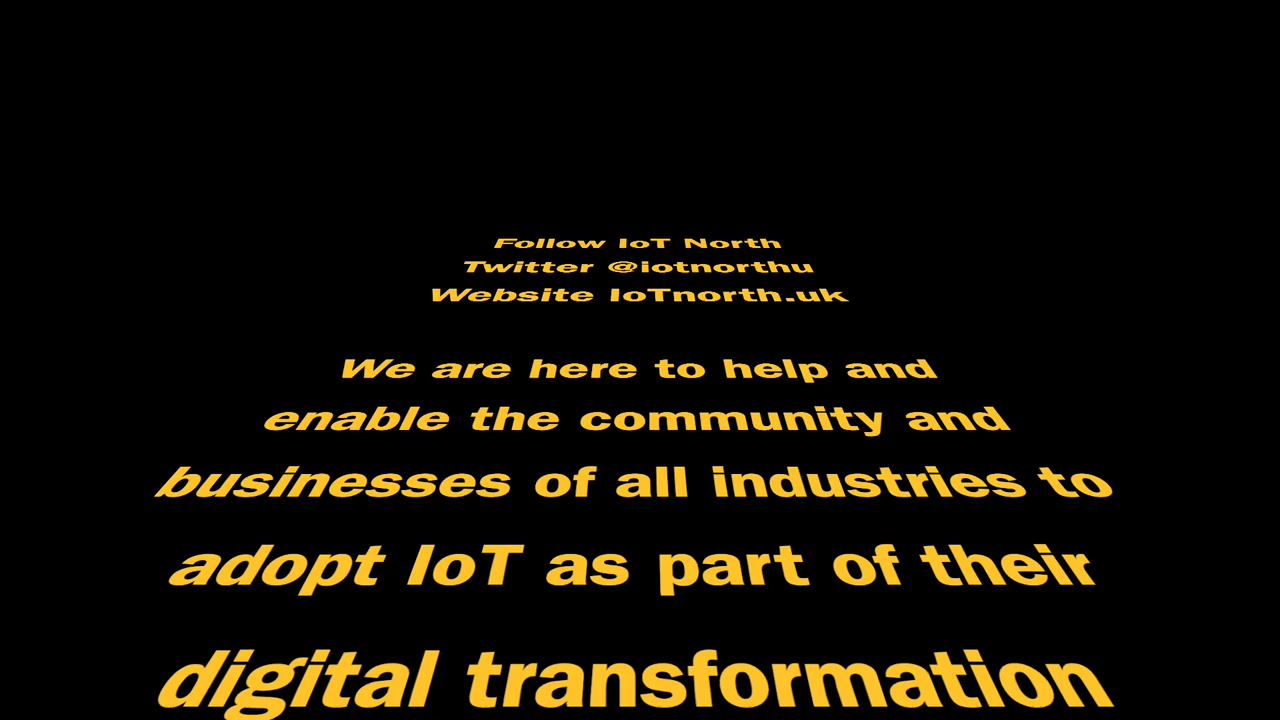 Follow IoT North
Twitter @iotnorthu
Website IoTnorth.uk
We are here to help and
enable the community and
businesses of all industries to
adopt IoT as part of their
digital transformation